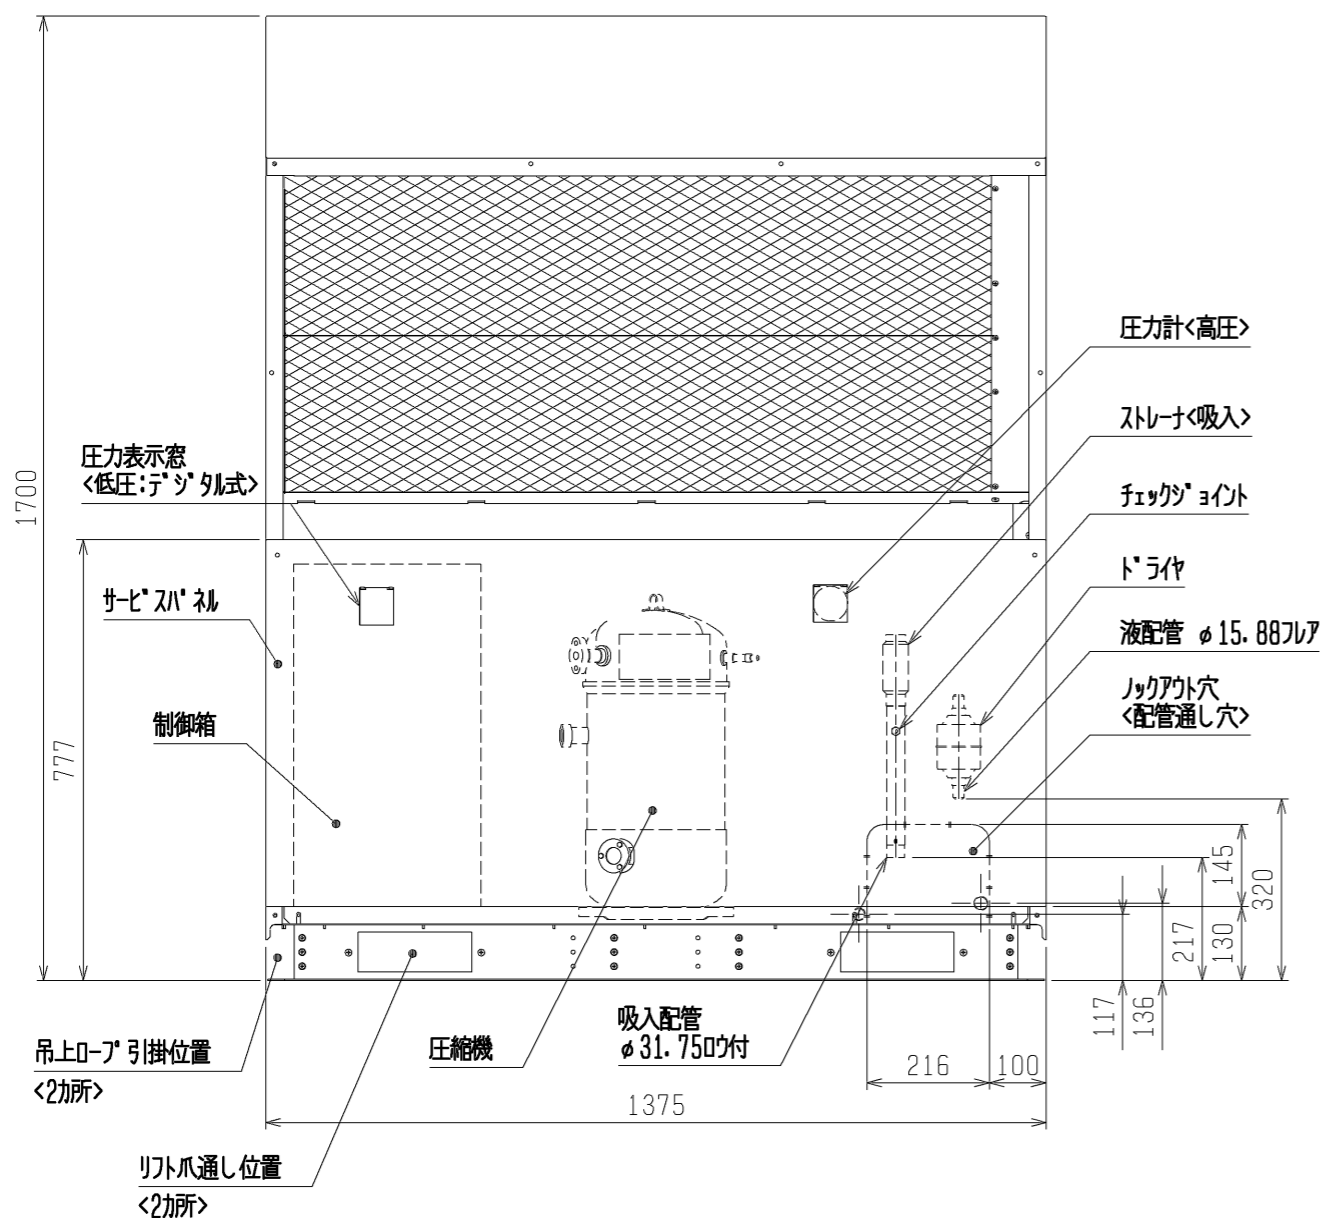 圧力計<高圧>
ストレーナ<吸入>
圧力表示窓
<低圧:デジタル式>
1700
チェックジョイント
ドライヤ
サービスパネル
液配管 φ15.88フレア
ノックアウト穴
<配管通し穴>
制御箱
777
145
320
217
130
117
136
吸入配管
φ31.75ロウ付
圧縮機
吊上ロープ引掛位置
<2カ所>
216
100
1375
リフト爪通し位置
<2カ所>